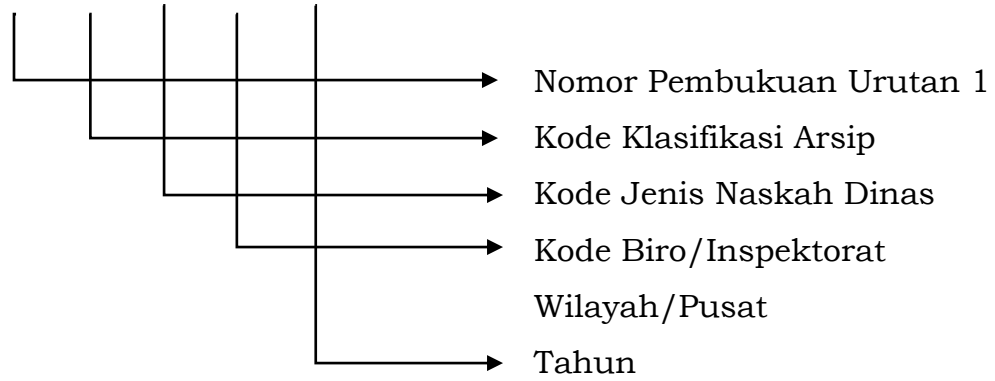 Nomor Pembukuan Urutan 1
Kode Klasifikasi Arsip
Kode Jenis Naskah Dinas
Kode Biro/Inspektorat
Wilayah/Pusat
Tahun